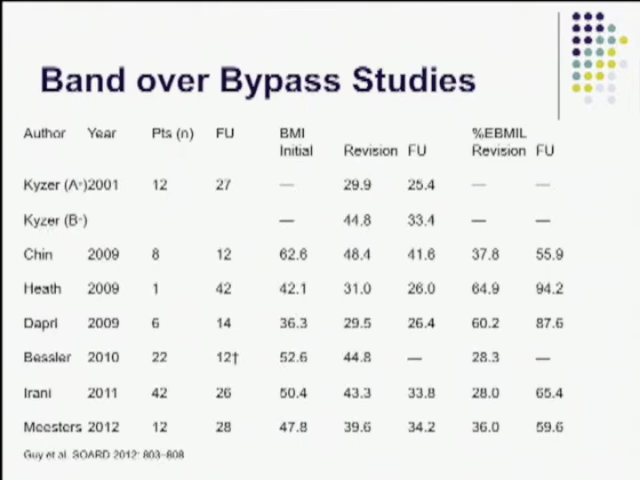 Band over Bypass Studies
Author Year Pts (n) FU BMI %EBMIL
Initial Revision FU Revision FU
Kyzer (A*)2001 12 27 — 29.9 25.4 — —
Kyzer (B*) — 44.8 33.4 — —
Chin 2009 8 12 62.6 48.4 41.6 37.8 55.9
Heath 2009 1 42 42.1 31.0 26.0 64.9 94.2
Dapri 2009 6 14 36.3 29.5 26.4 60.2 87.6
Bessler 2010 22 12† 52.6 44.8 — 28.3 —
Irani 2011 42 26 50.4 43.3 33.8 28.0 65.4
Meesters 2012 12 28 47.8 39.6 34.2 36.0 59.6
Guy et al. SOARD 2012: 803–808